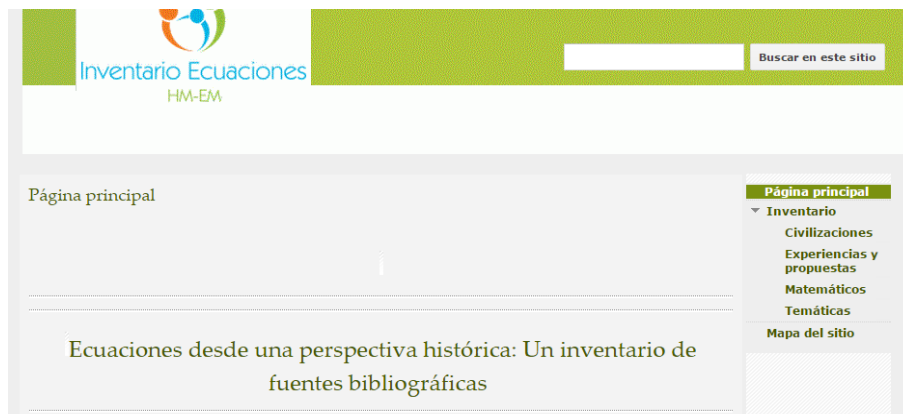 Inventario Ecuaciones
HM-EM
Buscar en este sitio
Página principal
Ecuaciones desde una perspectiva histórica: Un inventario de
fuentes bibliográficas
Página principal
Inventario
Civilizaciones
Experiencias y
propuestas
Matemáticos
Temáticas
Mapa del sitio